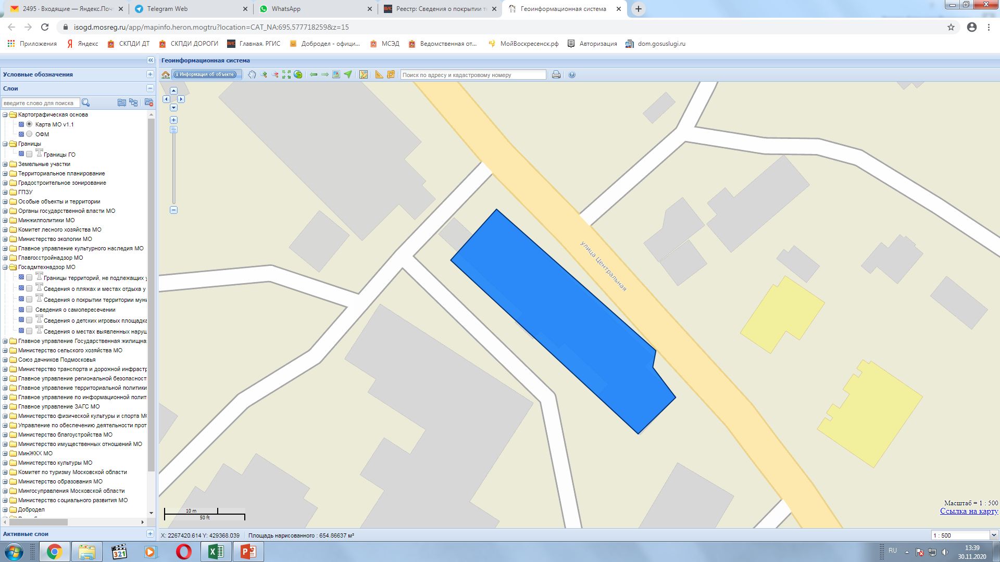 2495 · Входящие — Яндекс.Почт
Telegram Web
WhatsApp
Реестр: Сведения о покрытии те
Геоинформационная система
isogd.mosreg.ru/app/mapinfo.heron.mogtru?location=CAT_NA:695,577718259&z=15
Приложения
Яндекс
СКПДИ ДТ
СКПДИ ДОРОГИ
Главная. РГИС
Добродел - офици...
МСЭД
Ведомственная от...
МойВоскресенск.рф
Авторизация
dom.gosuslugi.ru
Геоинформационная система
Условные обозначения
Информация об объекте
Поиск по адресу и кадастровому номеру
Слои
введите слово для поиска
Картографическая основа
Карта МО v1.1
ОФМ
Границы
Границы ГО
Земельные участки
Территориальное планирование
Градостроительное зонирование
ГПЗУ
Особые объекты и территории
Органы государственной власти МО
Минжилполитики МО
Комитет лесного хозяйства МО
Министерство экологии МО
Главное управление культурного наследия МО
Главгосстройнадзор МО
Госадмтехнадзор МО
Границы территорий, не подлежащих у
Сведения о пляжах и местах отдыха у
Сведения о покрытии территории муни
Сведения о самопересечении
Сведения о детских игровых площадка
Сведения о местах выявленных наруш
Главное управление Государственная жилищна
Министерство сельского хозяйства МО
Союз дачников Подмосковья
Министерство транспорта и дорожной инфрастр
Главное управление региональной безопасност
Главное управление территориальной политики
Главное управление по информационной полит
Главное управление ЗАГС МО
Министерство физической культуры и спорта МО
Управление по обеспечению деятельности прот
Министерство благоустройства МО
Министерство имущественных отношений МО
МинЖКХ МО
Министерство культуры МО
Комитет по туризму Московской области
Министерство образования МО
Мингосуправления Московской области
Министерство социального развития МО
Добродел
Активные слои
улица Центральная
10 m
50 ft
Масштаб = 1 : 500
Ссылка на карту
X: 2267420.614 Y: 429368.039
Площадь нарисованного : 654.86637 м²
1 : 500
321
RU
13:39
30.11.2020